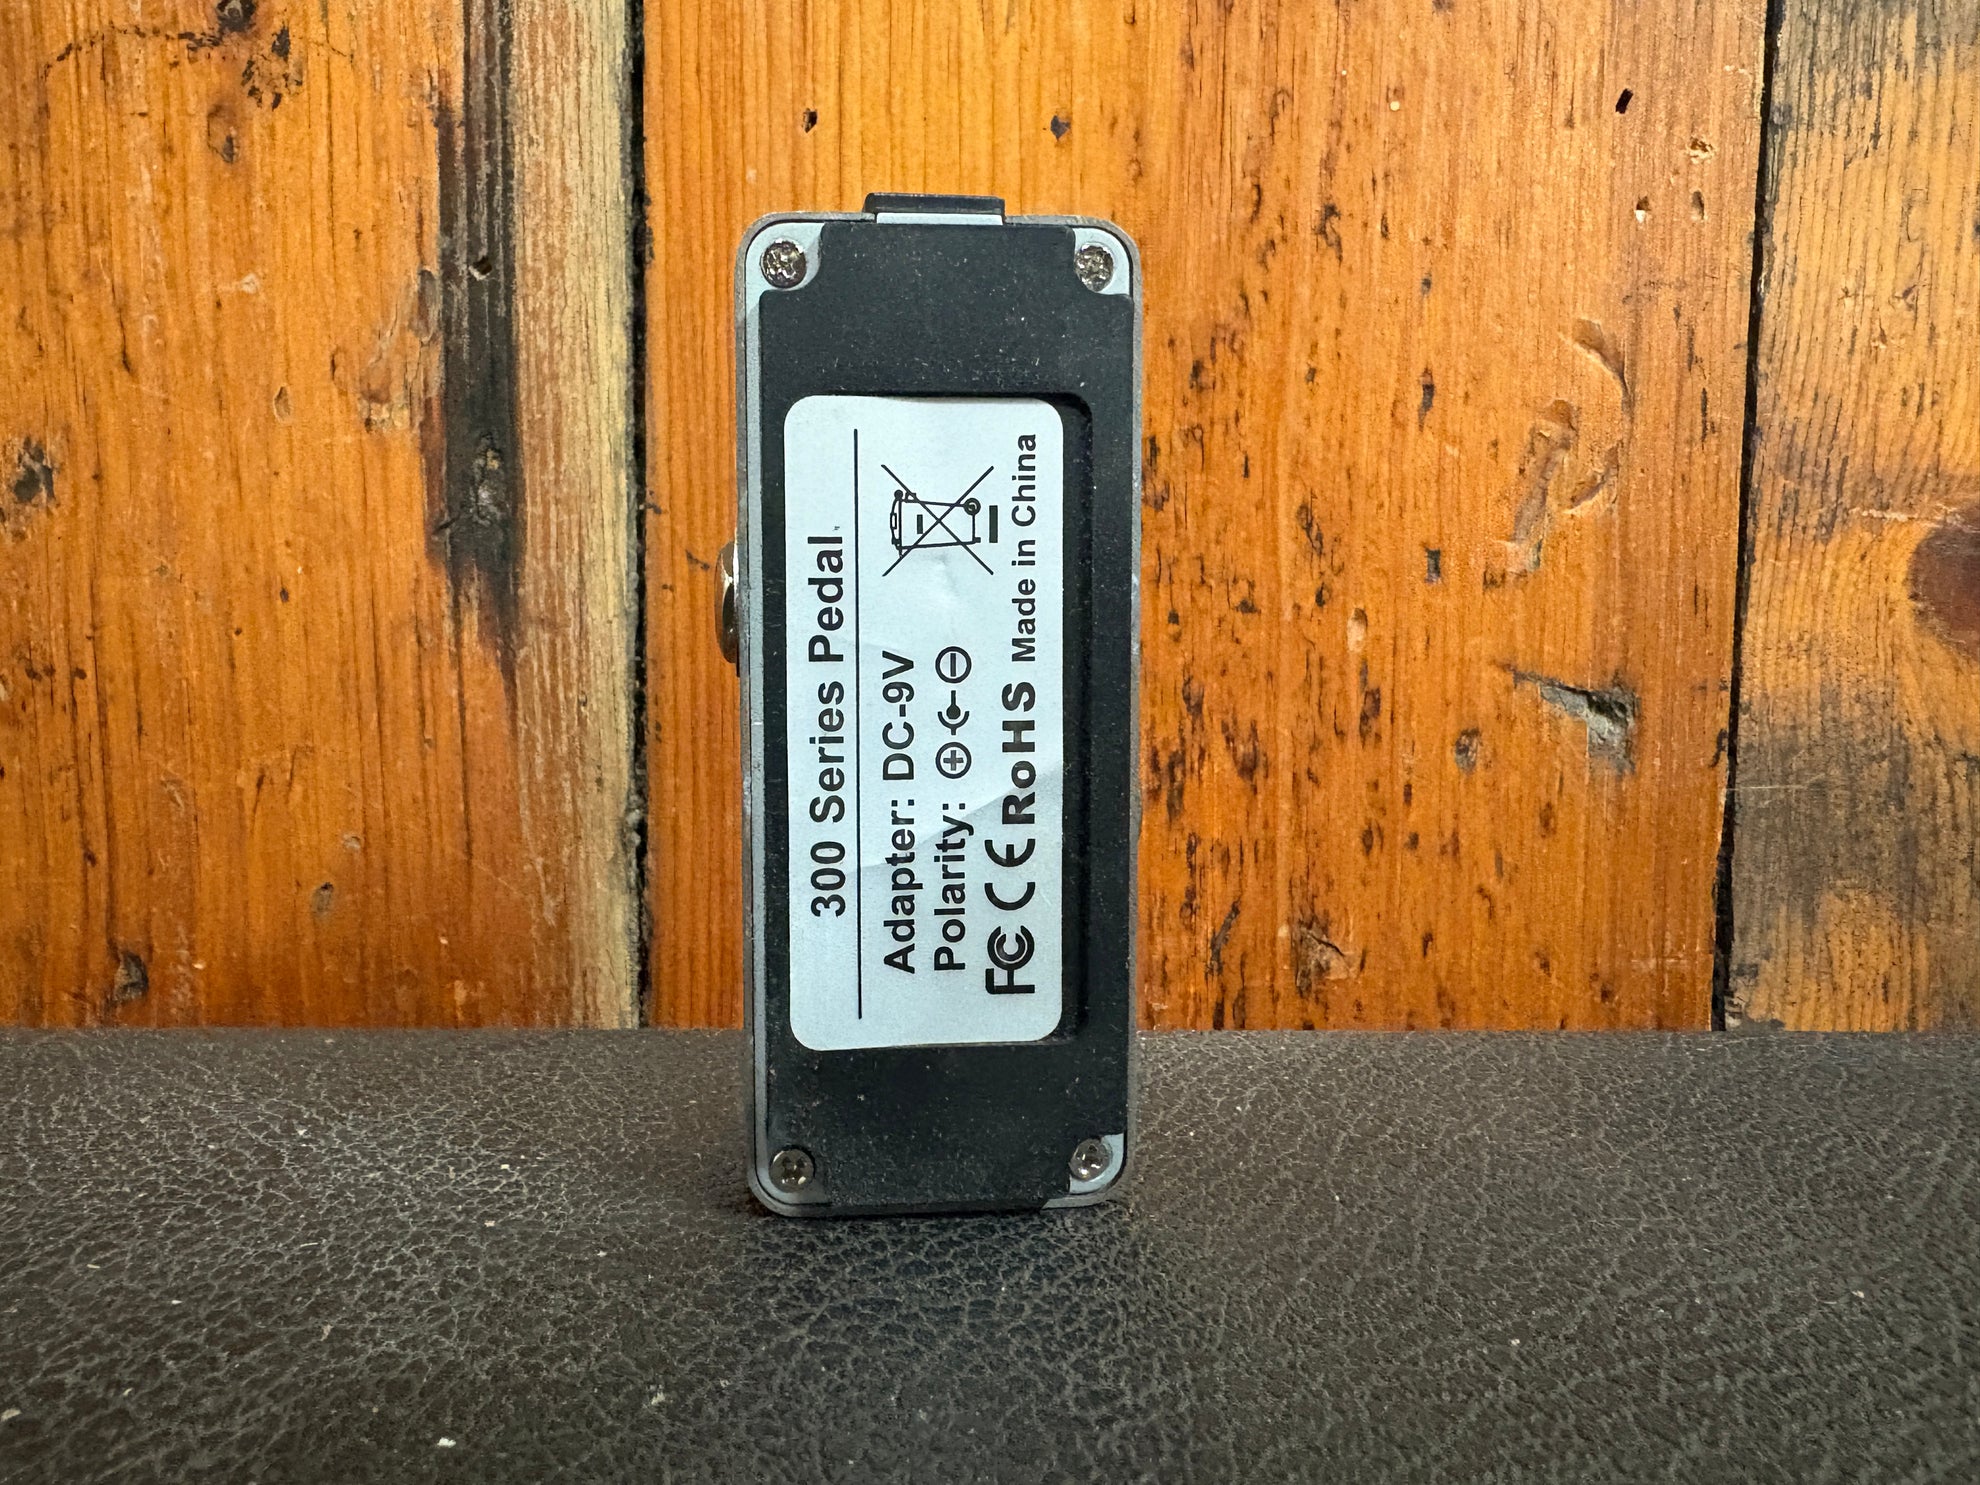 300 Series Pedal
Adapter: DC-9V
Polarity:
FC CE RoHS Made in China